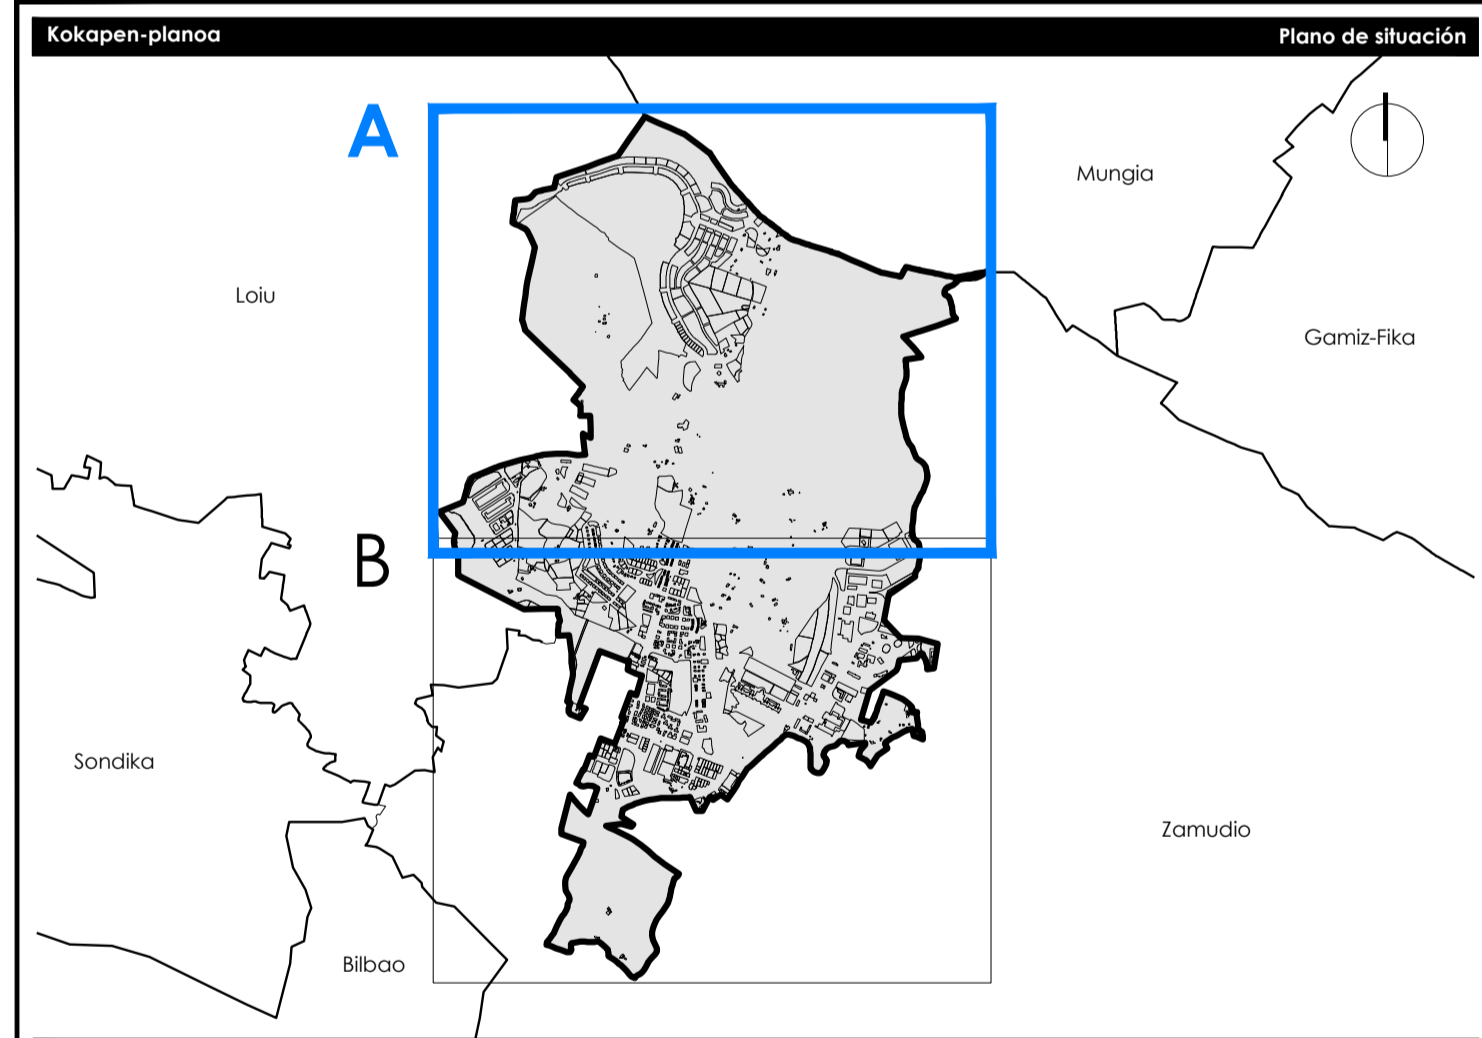 Kokapen-planoa
Plano de situación
A
Mungia
Loiu
Gamiz-Fika
B
Sondika
Zamudio
Bilbao